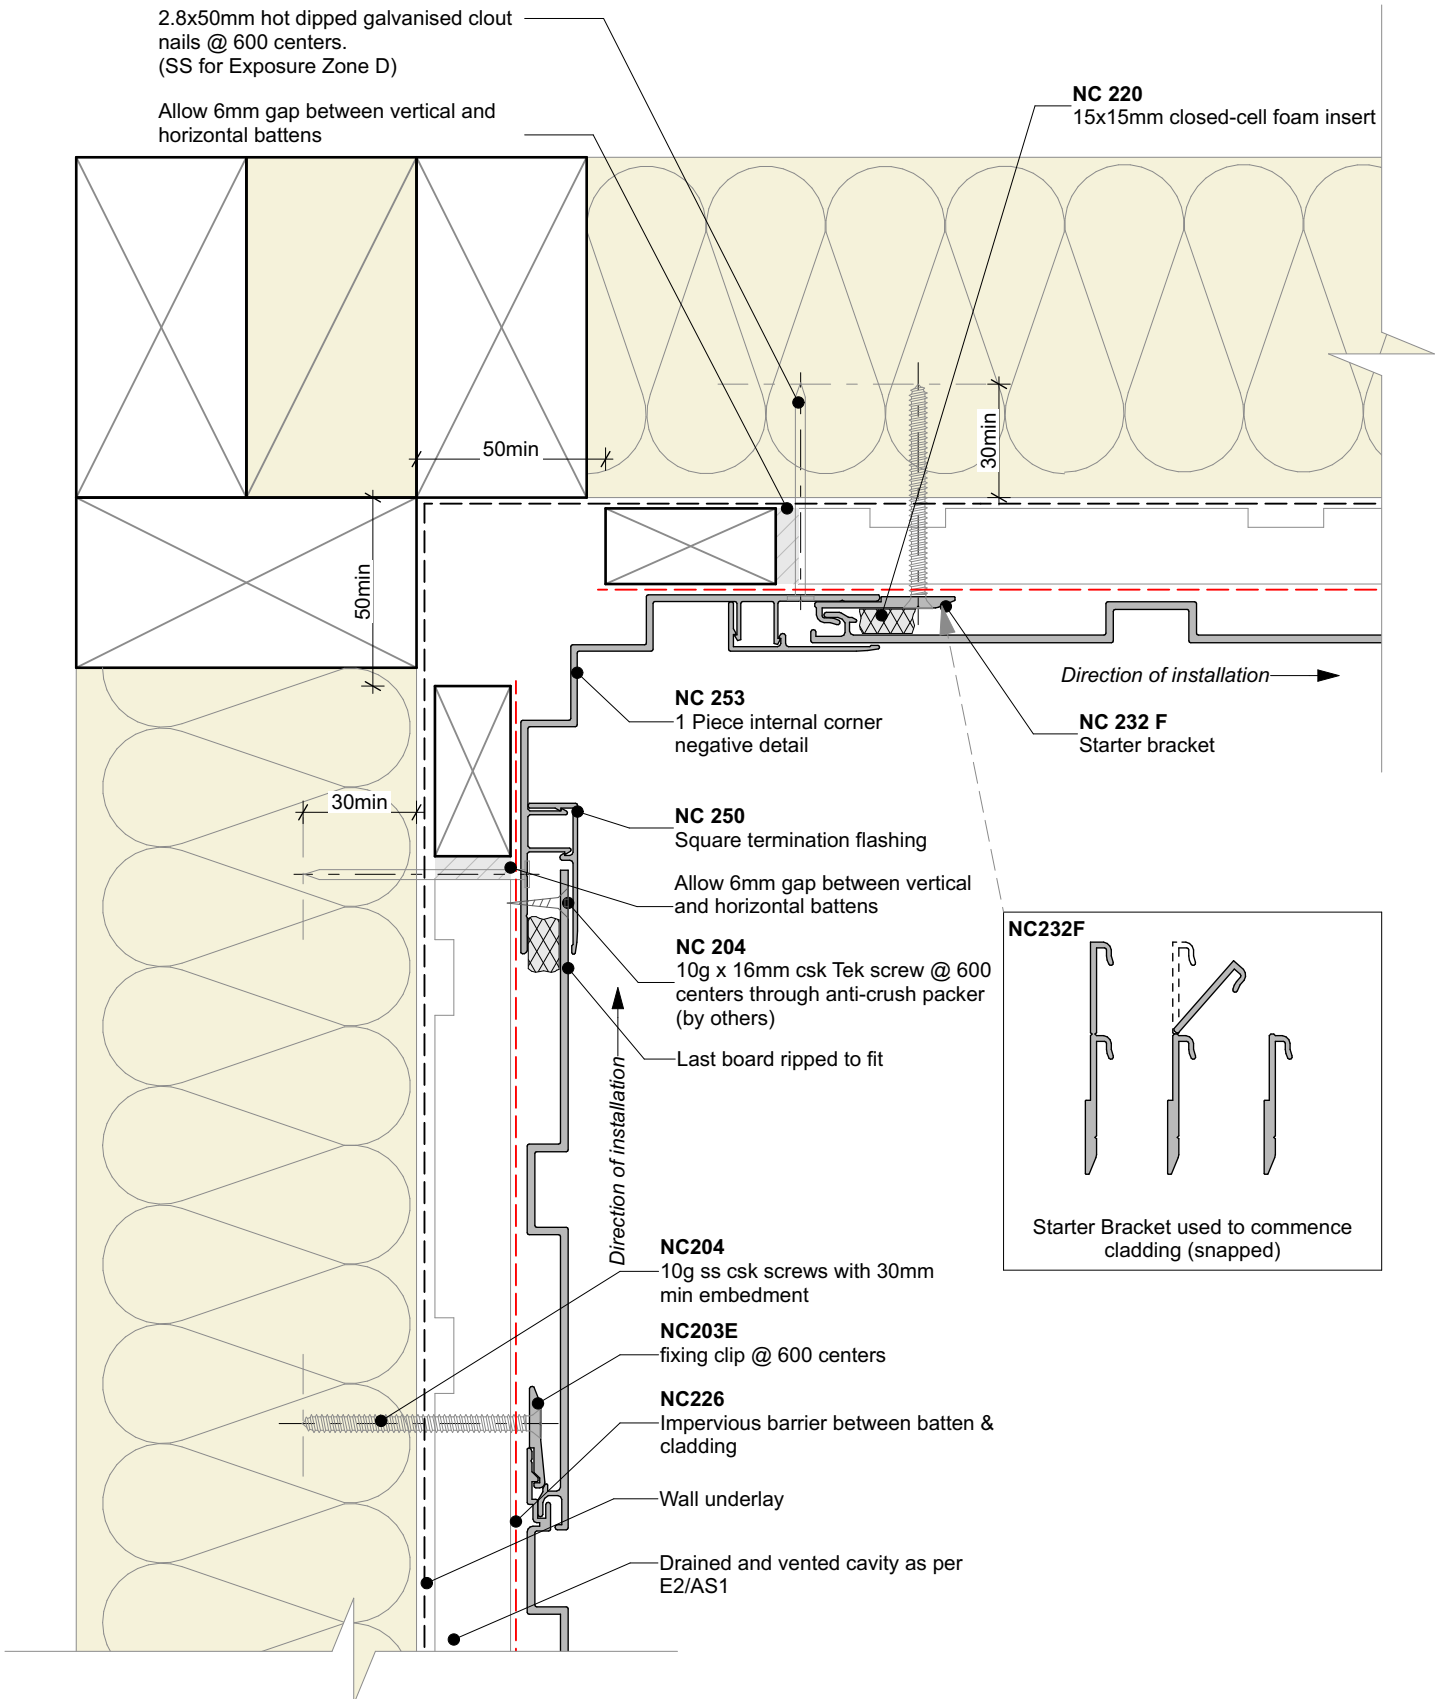 2.8x50mm hot dipped galvanised clout
nails @ 600 centers.
(SS for Exposure Zone D)
Allow 6mm gap between vertical and
horizontal battens
NC 220
15x15mm closed-cell foam insert
50min
30min
50min
Direction of installation
NC 253
1 Piece internal corner
negative detail
NC 232 F
Starter bracket
30min
NC 250
Square termination flashing
Allow 6mm gap between vertical
and horizontal battens
NC 204
10g x 16mm csk Tek screw @ 600
centers through anti-crush packer
(by others)
Last board ripped to fit
Direction of installation
NC232F
Starter Bracket used to commence
cladding (snapped)
NC204
10g ss csk screws with 30mm
min embedment
NC203E
fixing clip @ 600 centers
NC226
Impervious barrier between batten &
cladding
Wall underlay
Drained and vented cavity as per
E2/AS1